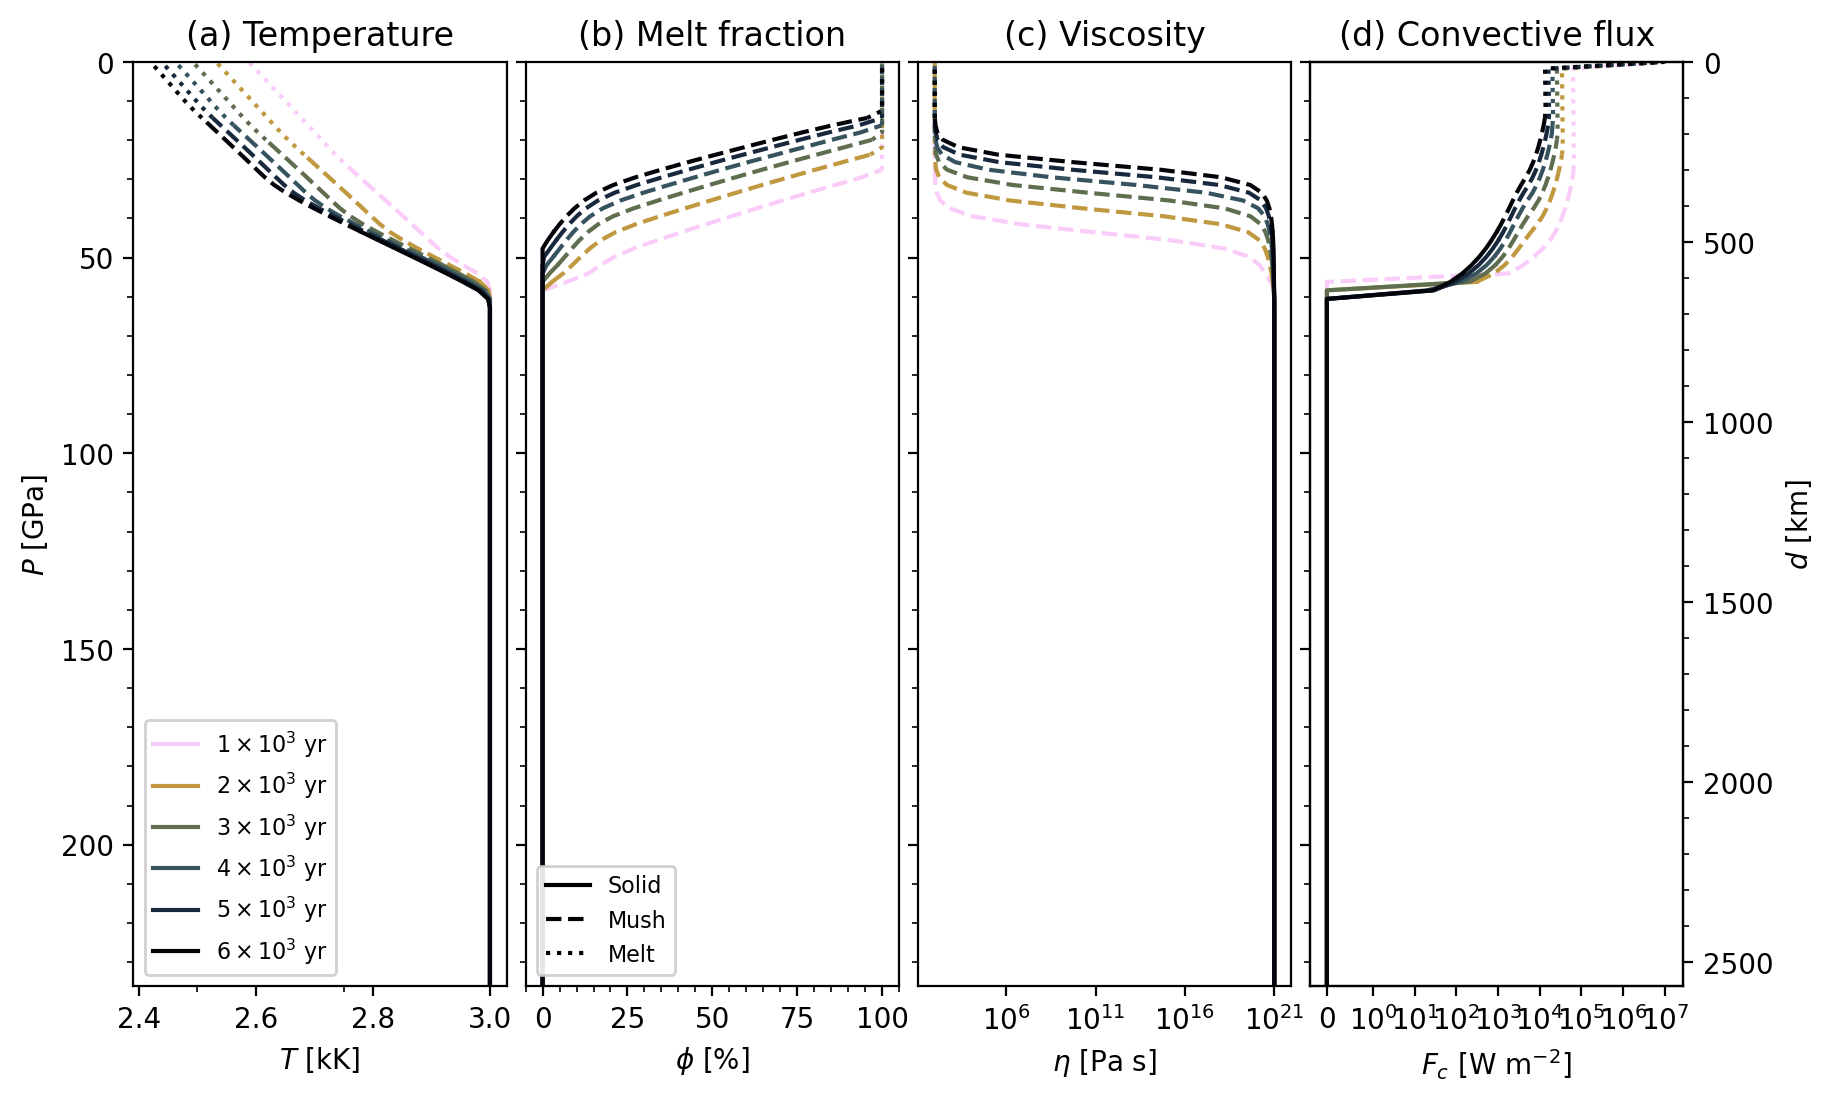 (a) Temperature
(b) Melt fraction
(c) Viscosity
(d) Convective flux
0
50
100
150
200
P [GPa]
1 × 10³ yr
2 × 10³ yr
3 × 10³ yr
4 × 10³ yr
5 × 10³ yr
6 × 10³ yr
2.4 2.6 2.8 3.0
T [kK]
Solid
Mush
Melt
0 25 50 75 100
ϕ [%]
10⁶ 10¹¹ 10¹⁶ 10²¹
η [Pa s]
0 10⁰ 10¹ 10² 10³ 10⁴ 10⁵ 10⁶ 10⁷
F_c [W m⁻²]
0
500
1000
1500
2000
2500
d [km]